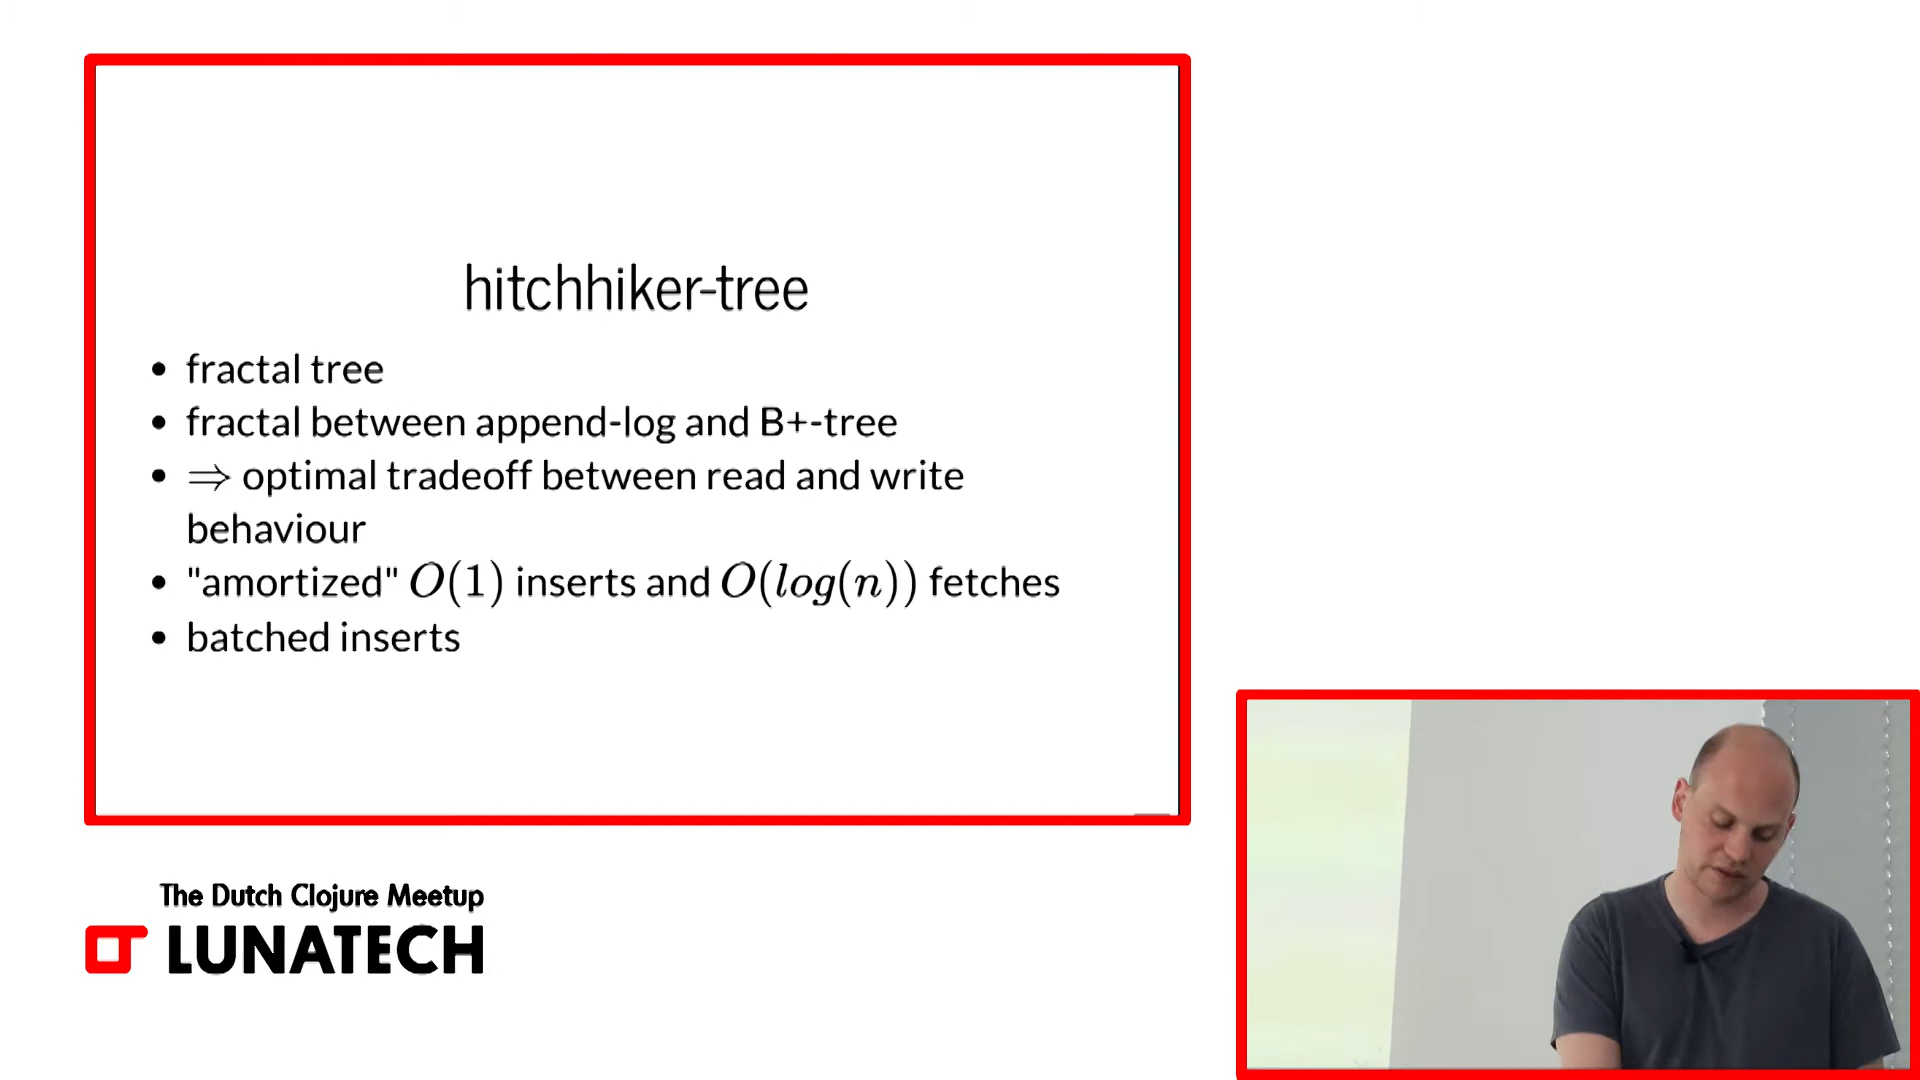 hitchhiker-tree
• fractal tree
• fractal between append-log and B+-tree
• ⇒ optimal tradeoff between read and write
behaviour
• "amortized" O(1) inserts and O(log(n)) fetches
• batched inserts
The Dutch Clojure Meetup
LUNATECH